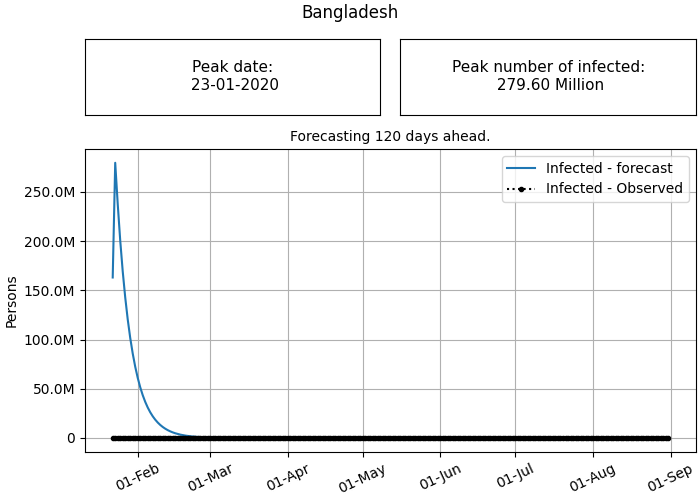 Bangladesh
Peak date:
23-01-2020
Peak number of infected:
279.60 Million
Forecasting 120 days ahead.
Infected - forecast
Infected - Observed
Persons
250.0M
200.0M
150.0M
100.0M
50.0M
0
01-Feb
01-Mar
01-Apr
01-May
01-Jun
01-Jul
01-Aug
01-Sep